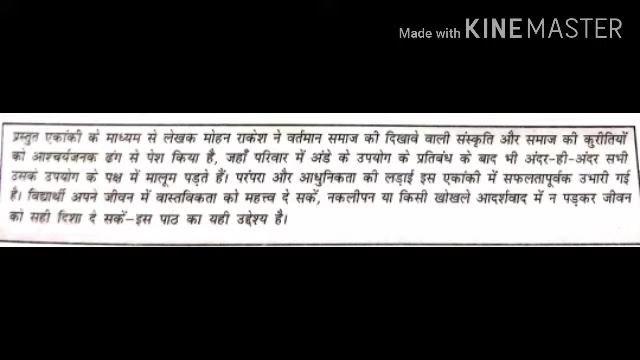 Made with KINEMASTER
प्रस्तुत एकांकी के माध्यम से लेखक मोहन राकेश ने वर्तमान समाज की दिखावे वाली संस्कृति और समाज की कुरीतियों
को आश्चर्यजनक ढंग से पेश किया है, जहाँ परिवार में अंडे के उपयोग के प्रतिबंध के बाद भी अंदर-ही-अंदर सभी
उसके उपयोग के पक्ष में मालूम पड़ते हैं। परंपरा और आधुनिकता की लड़ाई इस एकांकी में सफलतापूर्वक उभारी गई
है। विद्यार्थी अपने जीवन में वास्तविकता को महत्त्व दे सकें, नकलीपन या किसी खोखले आदर्शवाद में न पड़कर जीवन
को सही दिशा दे सकें–इस पाठ का यही उद्देश्य है।